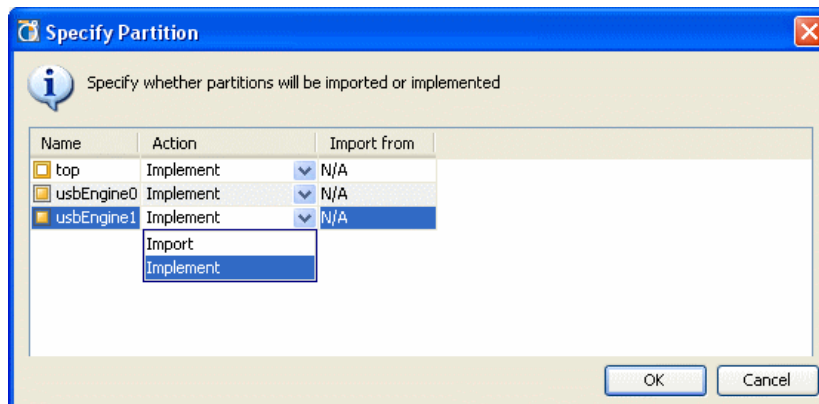 Specify Partition
Specify whether partitions will be imported or implemented
Name Action Import from
top Implement N/A
usbEngine0 Implement N/A
usbEngine1 Implement N/A
Import
Implement
OK Cancel